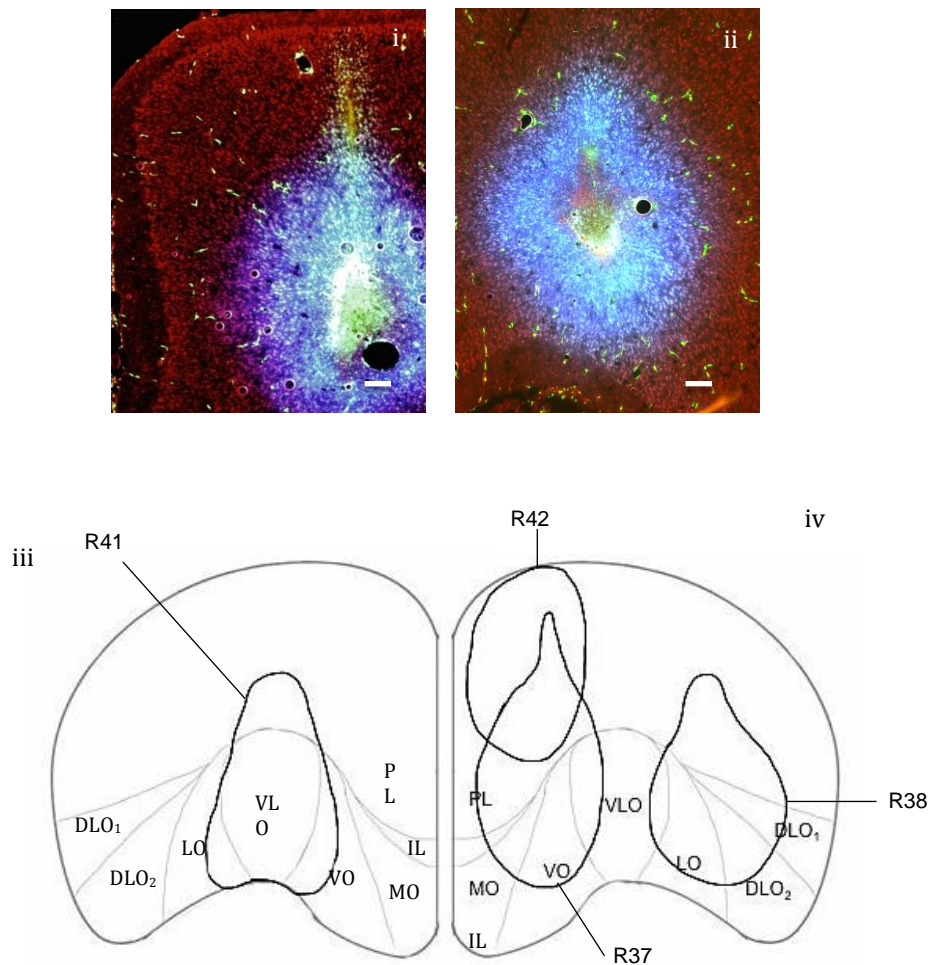 i
ii
R42
iv
iii
R41
P
L
VL
O
PL
VLO
R38
DLO₁
DLO₁
LO
IL
LO
DLO₂
VO
MO
MO
VO
DLO₂
IL
R37